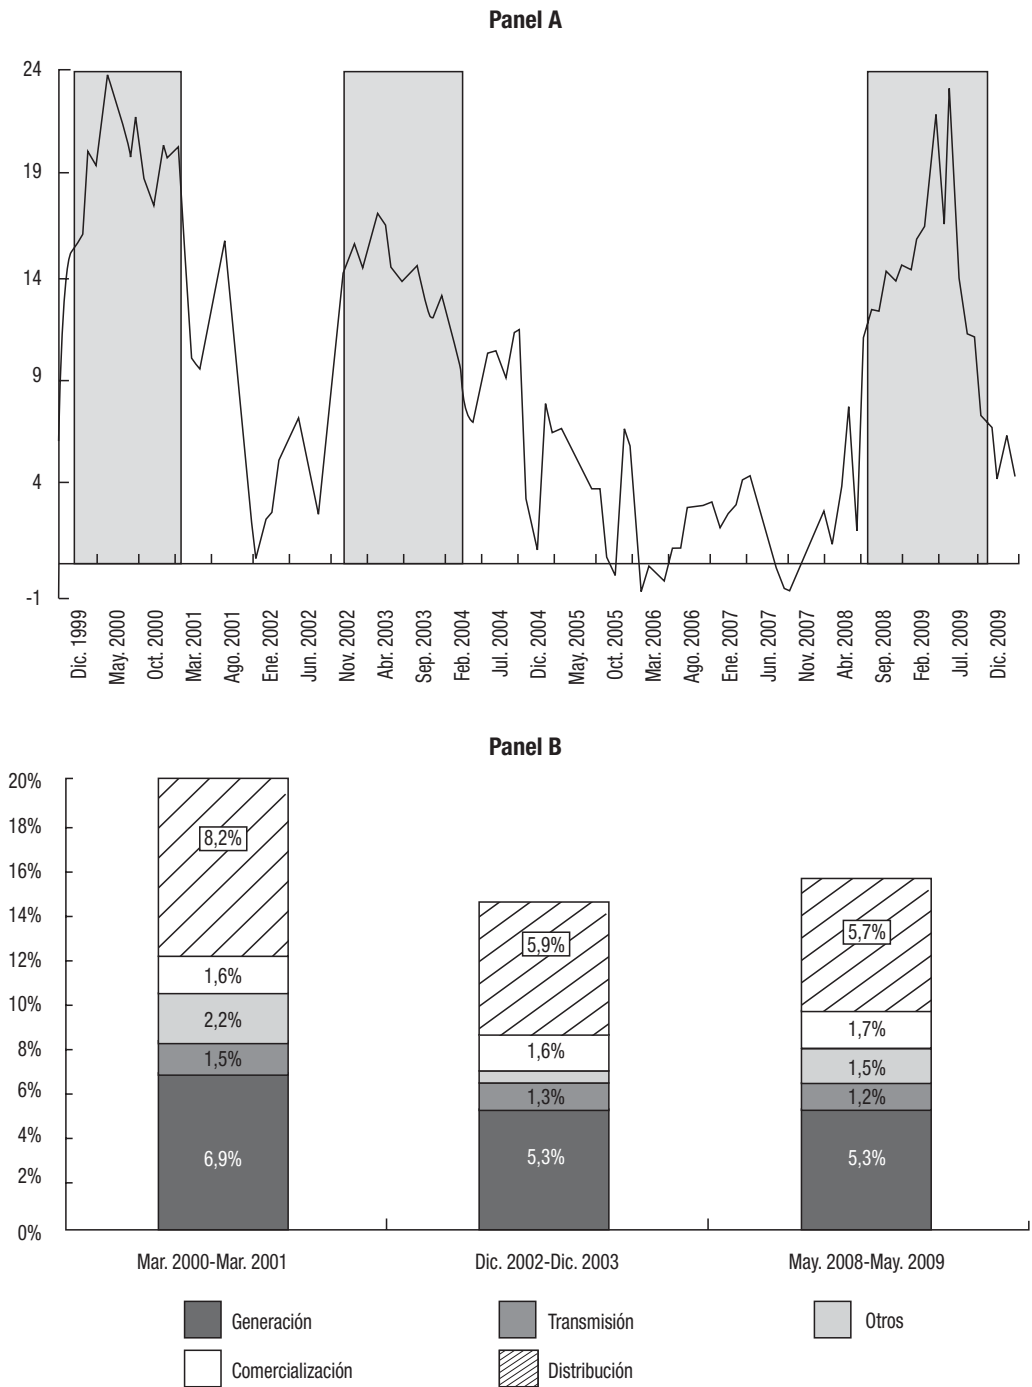 Panel A
24
19
14
9
4
-1
Dic. 1999
May. 2000
Oct. 2000
Mar. 2001
Ago. 2001
Ene. 2002
Jun. 2002
Nov. 2002
Abr. 2003
Sep. 2003
Feb. 2004
Jul. 2004
Dic. 2004
May. 2005
Oct. 2005
Mar. 2006
Ago. 2006
Ene. 2007
Jun. 2007
Nov. 2007
Abr. 2008
Sep. 2008
Feb. 2009
Jul. 2009
Dic. 2009
Panel B
20%
18%
16%
14%
12%
10%
8%
6%
4%
2%
0%
8,2%
1,6%
2,2%
1,5%
6,9%
5,9%
1,6%
1,3%
5,3%
5,7%
1,7%
1,5%
1,2%
5,3%
Mar. 2000-Mar. 2001
Dic. 2002-Dic. 2003
May. 2008-May. 2009
Generación
Transmisión
Otros
Comercialización
Distribución